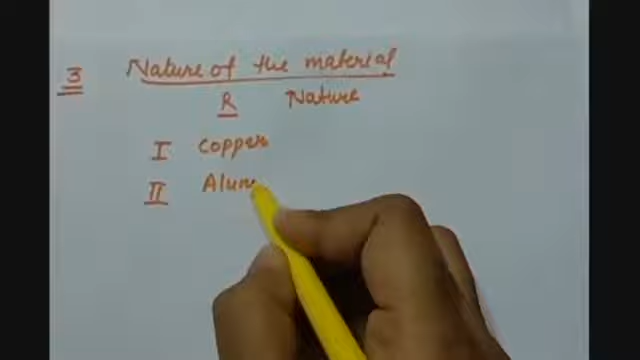 3 Nature of the material
R Nature
I Copper
II Alum